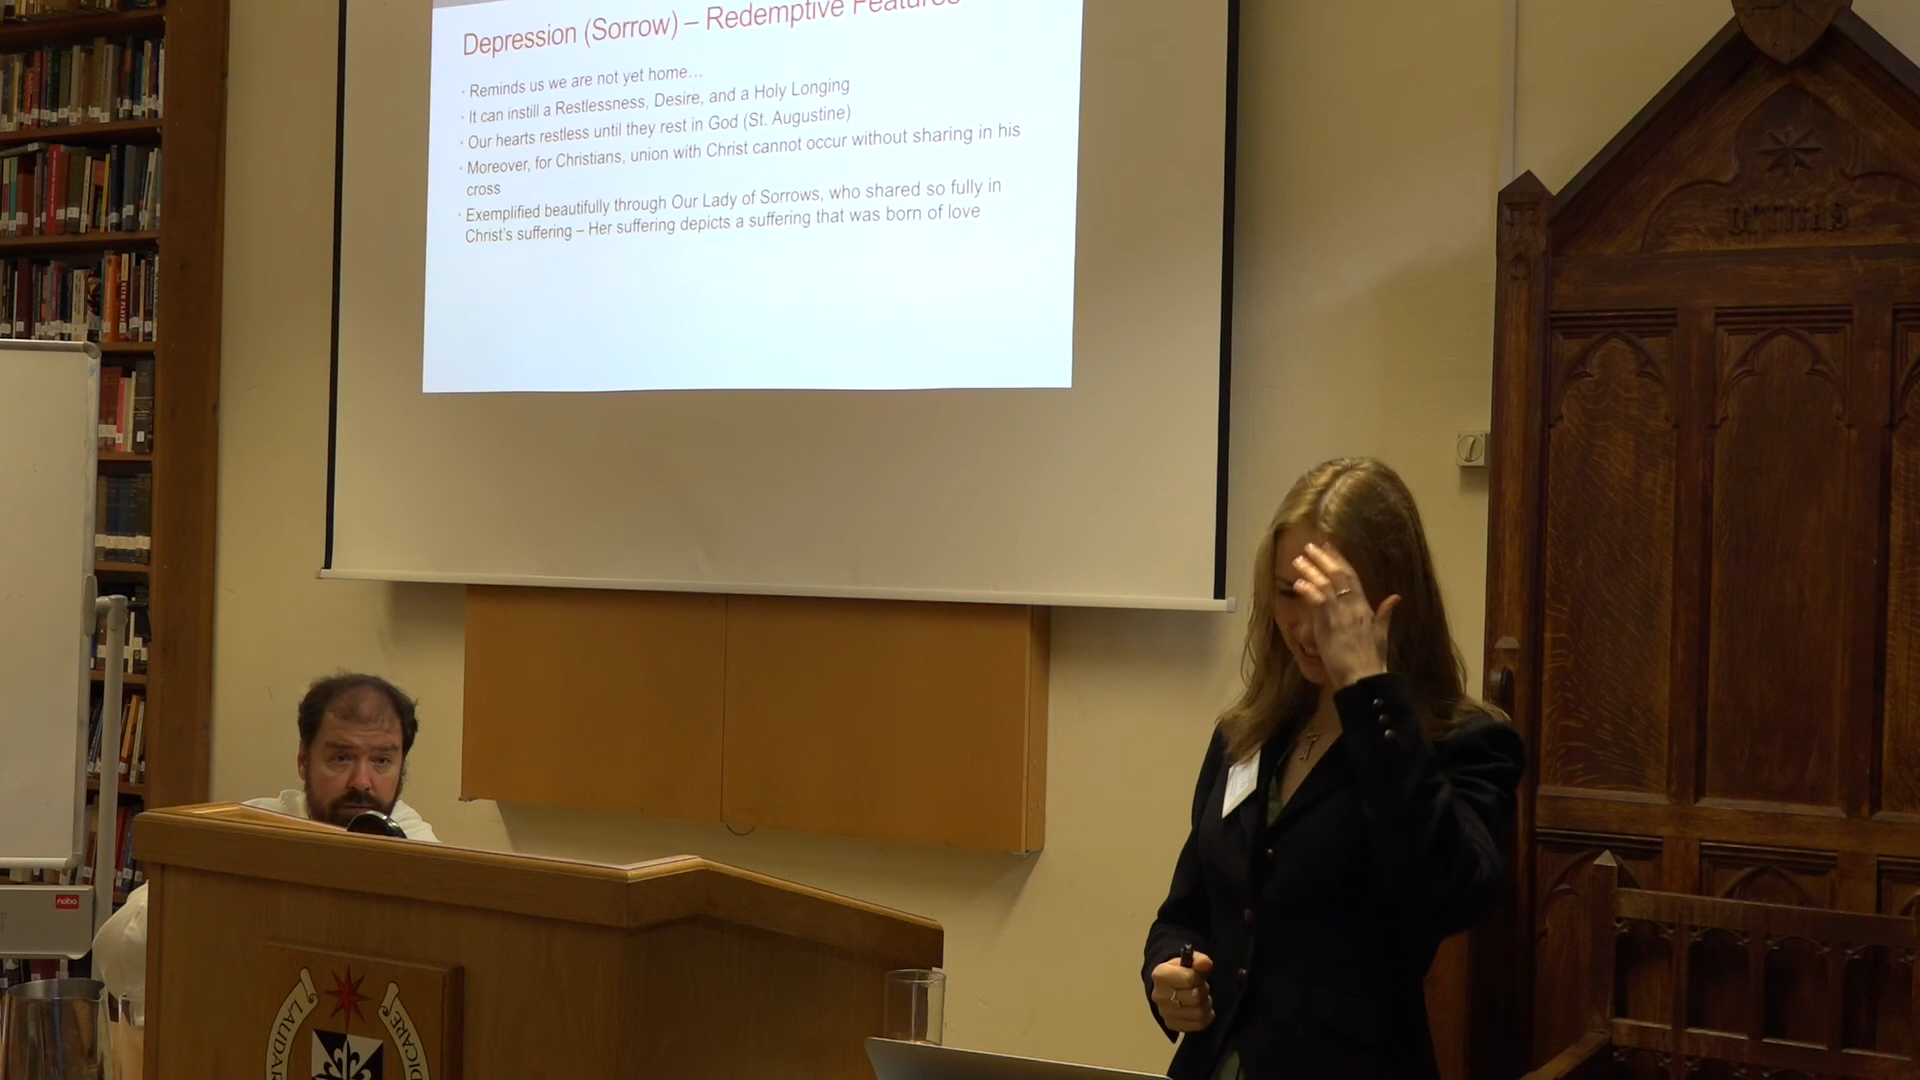 Depression (Sorrow) – Redemptive Features
Reminds us we are not yet home…
It can instill a Restlessness, Desire, and a Holy Longing
Our hearts restless until they rest in God (St. Augustine)
Moreover, for Christians, union with Christ cannot occur without sharing in his
cross
Exemplified beautifully through Our Lady of Sorrows, who shared so fully in
Christ's suffering – Her suffering depicts a suffering that was born of love
nobo